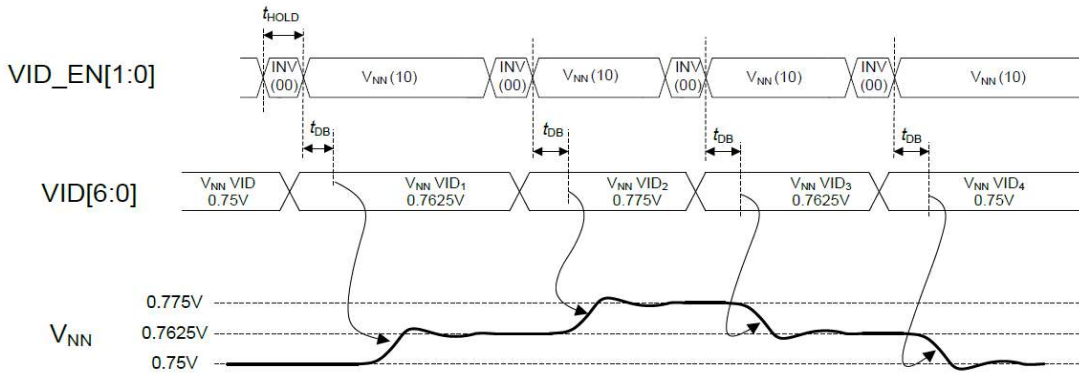 tHOLD
VID_EN[1:0]
INV (00) VNN (10) INV (00) VNN (10) INV (00) VNN (10) INV (00) VNN (10)
tDB tDB tDB tDB
VID[6:0]
VNN VID VNN VID1 VNN VID2 VNN VID3 VNN VID4
0.75V 0.7625V 0.775V 0.7625V 0.75V
0.775V
VNN
0.7625V
0.75V